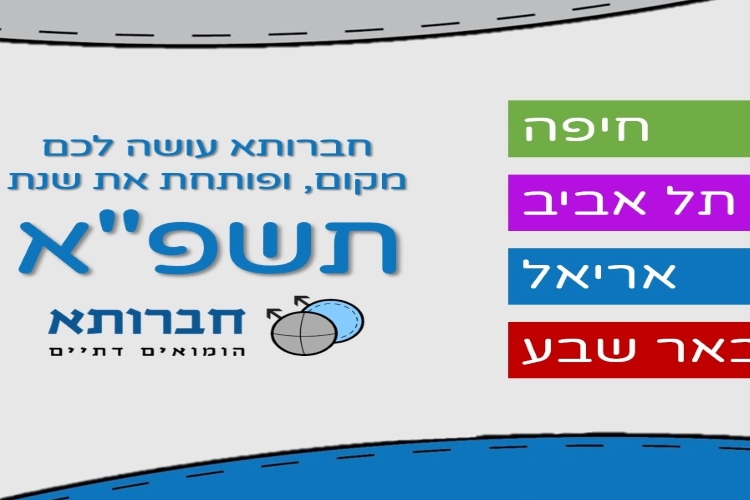 חברותא עושה לכם
מקום, ופותחת את שנת
תשפ"א
חברותא
הומואים דתיים
חיפה
תל אביב
אריאל
באר שבע